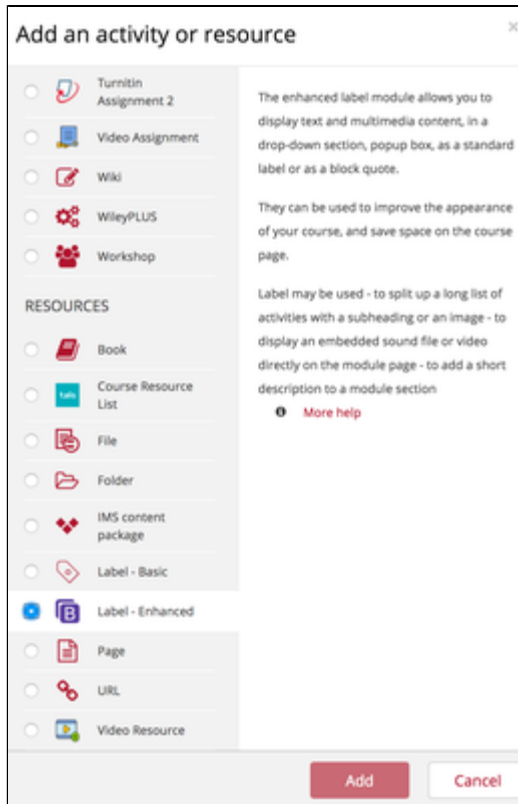 Add an activity or resource
×
Turnitin
Assignment 2
Video Assignment
Wiki
WileyPLUS
Workshop
RESOURCES
Book
talis
Course Resource
List
File
Folder
IMS content
package
Label - Basic
B
Label - Enhanced
Page
URL
Video Resource
The enhanced label module allows you to
display text and multimedia content, in a
drop-down section, popup box, as a standard
label or as a block quote.
They can be used to improve the appearance
of your course, and save space on the course
page.
Label may be used - to split up a long list of
activities with a subheading or an image - to
display an embedded sound file or video
directly on the module page - to add a short
description to a module section
More help
Add
Cancel